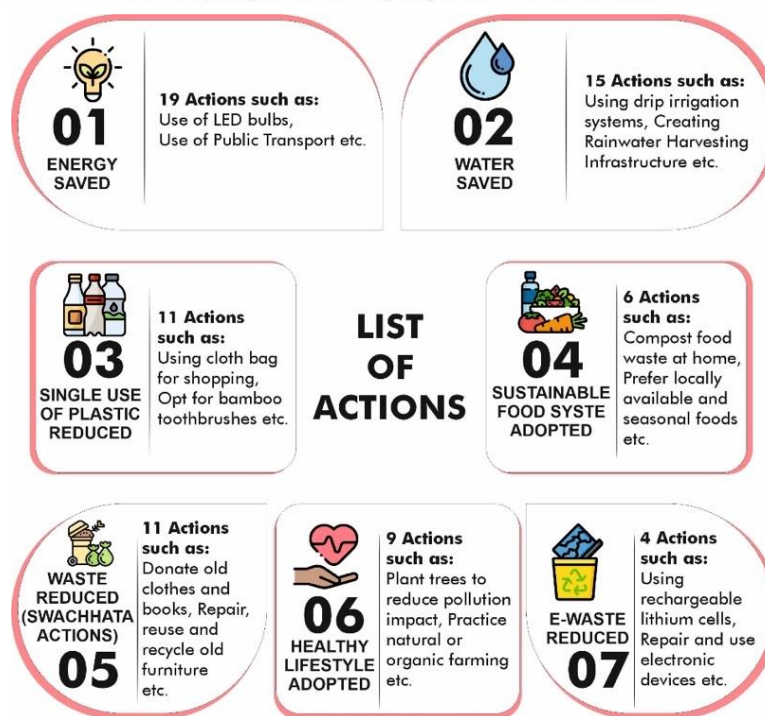 01
ENERGY
SAVED
19 Actions such as:
Use of LED bulbs,
Use of Public Transport etc.
02
WATER
SAVED
15 Actions such as:
Using drip irrigation
systems, Creating
Rainwater Harvesting
Infrastructure etc.
03
SINGLE USE
OF PLASTIC
REDUCED
11 Actions
such as:
Using cloth bag
for shopping,
Opt for bamboo
toothbrushes etc.
LIST
OF
ACTIONS
04
SUSTAINABLE
FOOD SYSTE
ADOPTED
6 Actions
such as:
Compost food
waste at home,
Prefer locally
available and
seasonal foods
etc.
WASTE
REDUCED
(SWACHHATA
ACTIONS)
05
11 Actions
such as:
Donate old
clothes and
books, Repair,
reuse and
recycle old
furniture
etc.
06
HEALTHY
LIFESTYLE
ADOPTED
9 Actions
such as:
Plant trees to
reduce pollution
impact, Practice
natural or
organic farming
etc.
E-WASTE
REDUCED
07
4 Actions
such as:
Using
rechargeable
lithium cells,
Repair and use
electronic
devices etc.